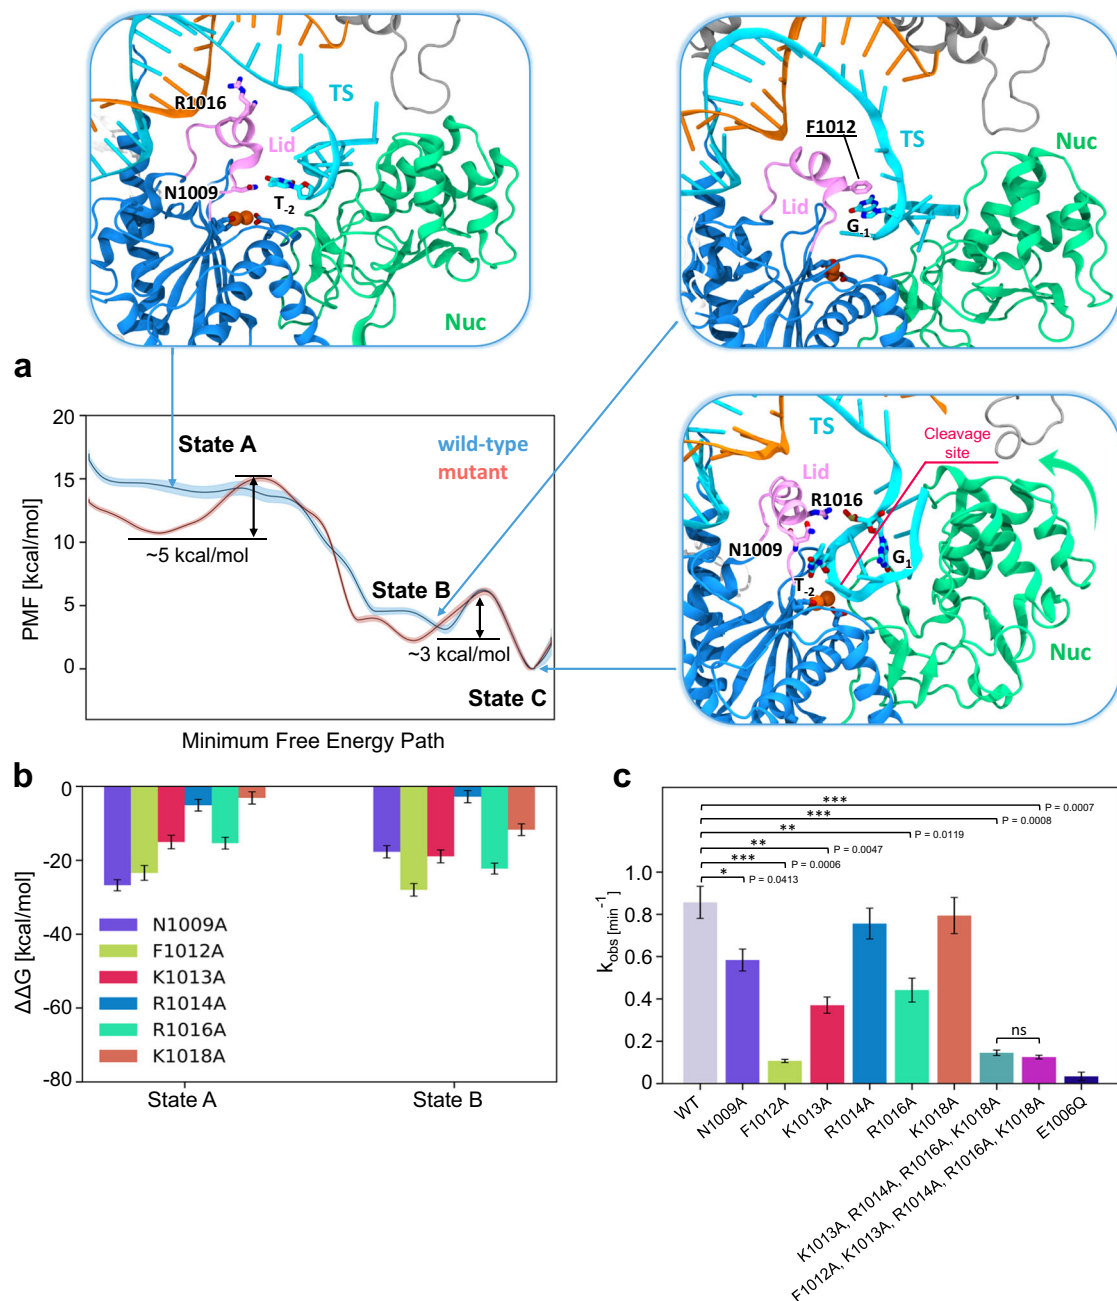 R1016
TS
Lid
N1009
T-2
Nuc
F1012
TS
Nuc
Lid
G-1
a
20
15
10
5
0
PMF [kcal/mol]
State A
wild-type
mutant
~5 kcal/mol
State B
~3 kcal/mol
State C
Minimum Free Energy Path
TS
Cleavage
site
Lid
R1016
N1009
G1
T-2
Nuc
b
0
-20
-40
-60
-80
ΔΔG [kcal/mol]
N1009A
F1012A
K1013A
R1014A
R1016A
K1018A
State A
State B
c
*** P = 0.0007
*** P = 0.0008
** P = 0.0119
** P = 0.0047
*** P = 0.0006
* P = 0.0413
1.0
0.8
0.6
0.4
0.2
0
kobs [min-1]
ns
WT
N1009A
F1012A
K1013A
R1014A
R1016A
K1018A
K1013A, R1014A, R1016A, K1018A
F1012A, K1013A, R1014A, R1016A, K1018A
E1006Q